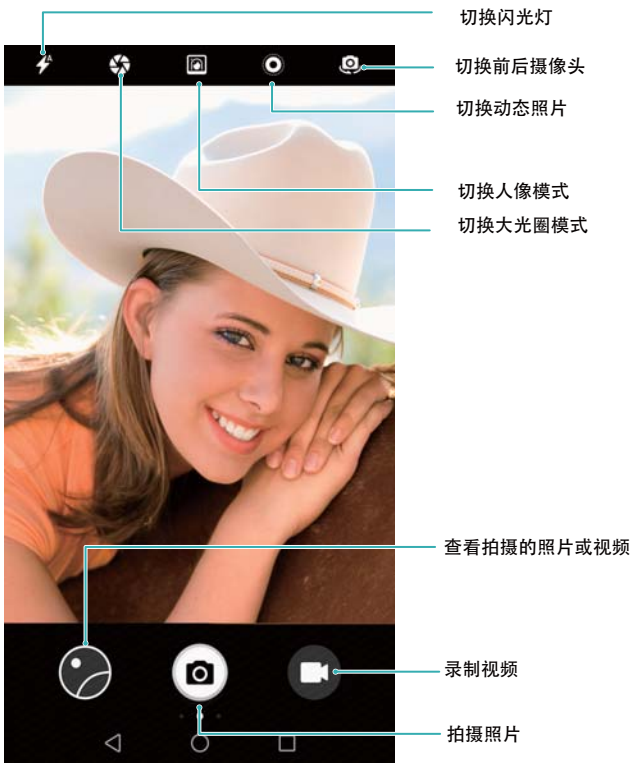 切换闪光灯
切换前后摄像头
切换动态照片
切换人像模式
切换大光圈模式
查看拍摄的照片或视频
录制视频
拍摄照片